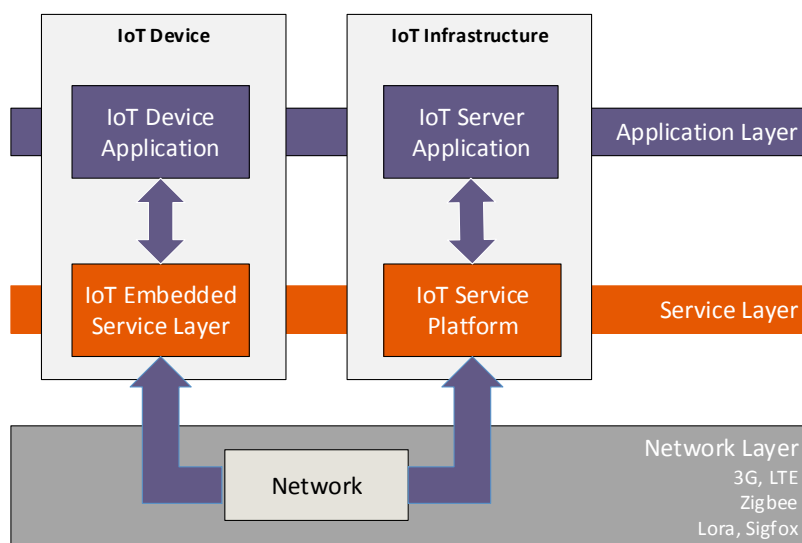 IoT Device
IoT Infrastructure
IoT Device
Application
IoT Server
Application
Application Layer
IoT Embedded
Service Layer
IoT Service
Platform
Service Layer
Network
Network Layer
3G, LTE
Zigbee
Lora, Sigfox